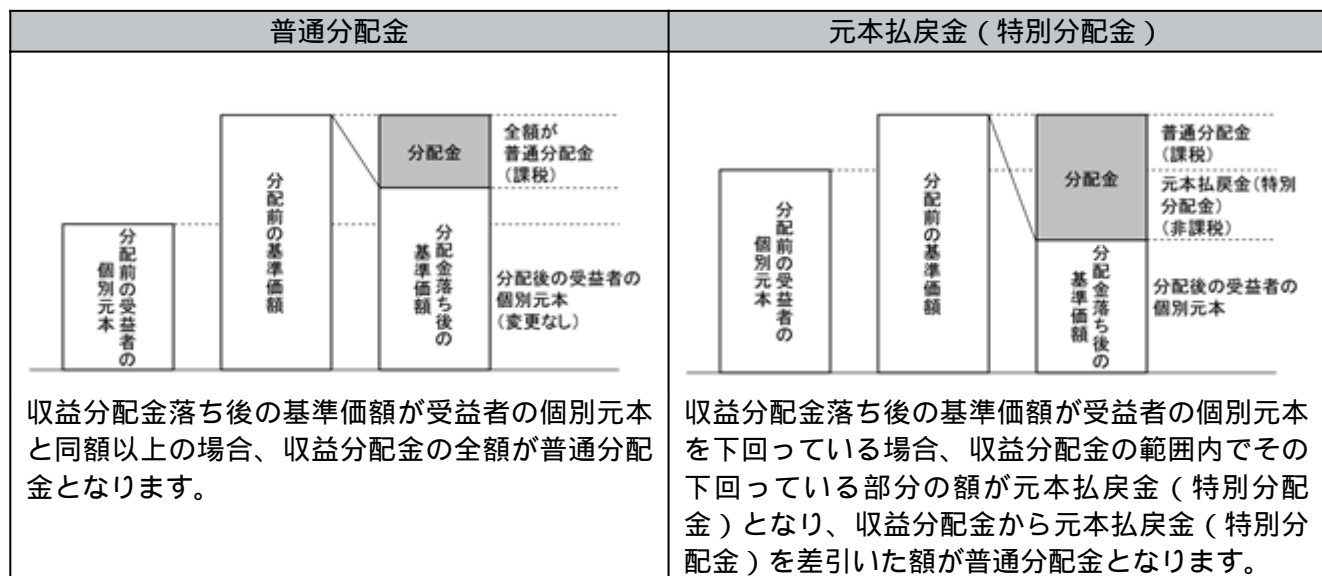 普通分配金
分配前の受益者の
個別元本
分配前の基準価額
分配金
分配金落ち後の
基準価額
全額が
普通分配金
(課税)
分配後の受益者の
個別元本
(変更なし)
収益分配金落ち後の基準価額が受益者の個別元本
と同額以上の場合、収益分配金の全額が普通分配
金となります。
元本払戻金(特別分配金)
分配前の受益者の
個別元本
分配前の基準価額
分配金
分配金落ち後の
基準価額
普通分配金
(課税)
元本払戻金(特別
分配金)
(非課税)
分配後の受益者の
個別元本
収益分配金落ち後の基準価額が受益者の個別元本
を下回っている場合、収益分配金の範囲内でその
下回っている部分の額が元本払戻金(特別分配
金)となり、収益分配金から元本払戻金(特別分
配金)を差引いた額が普通分配金となります。